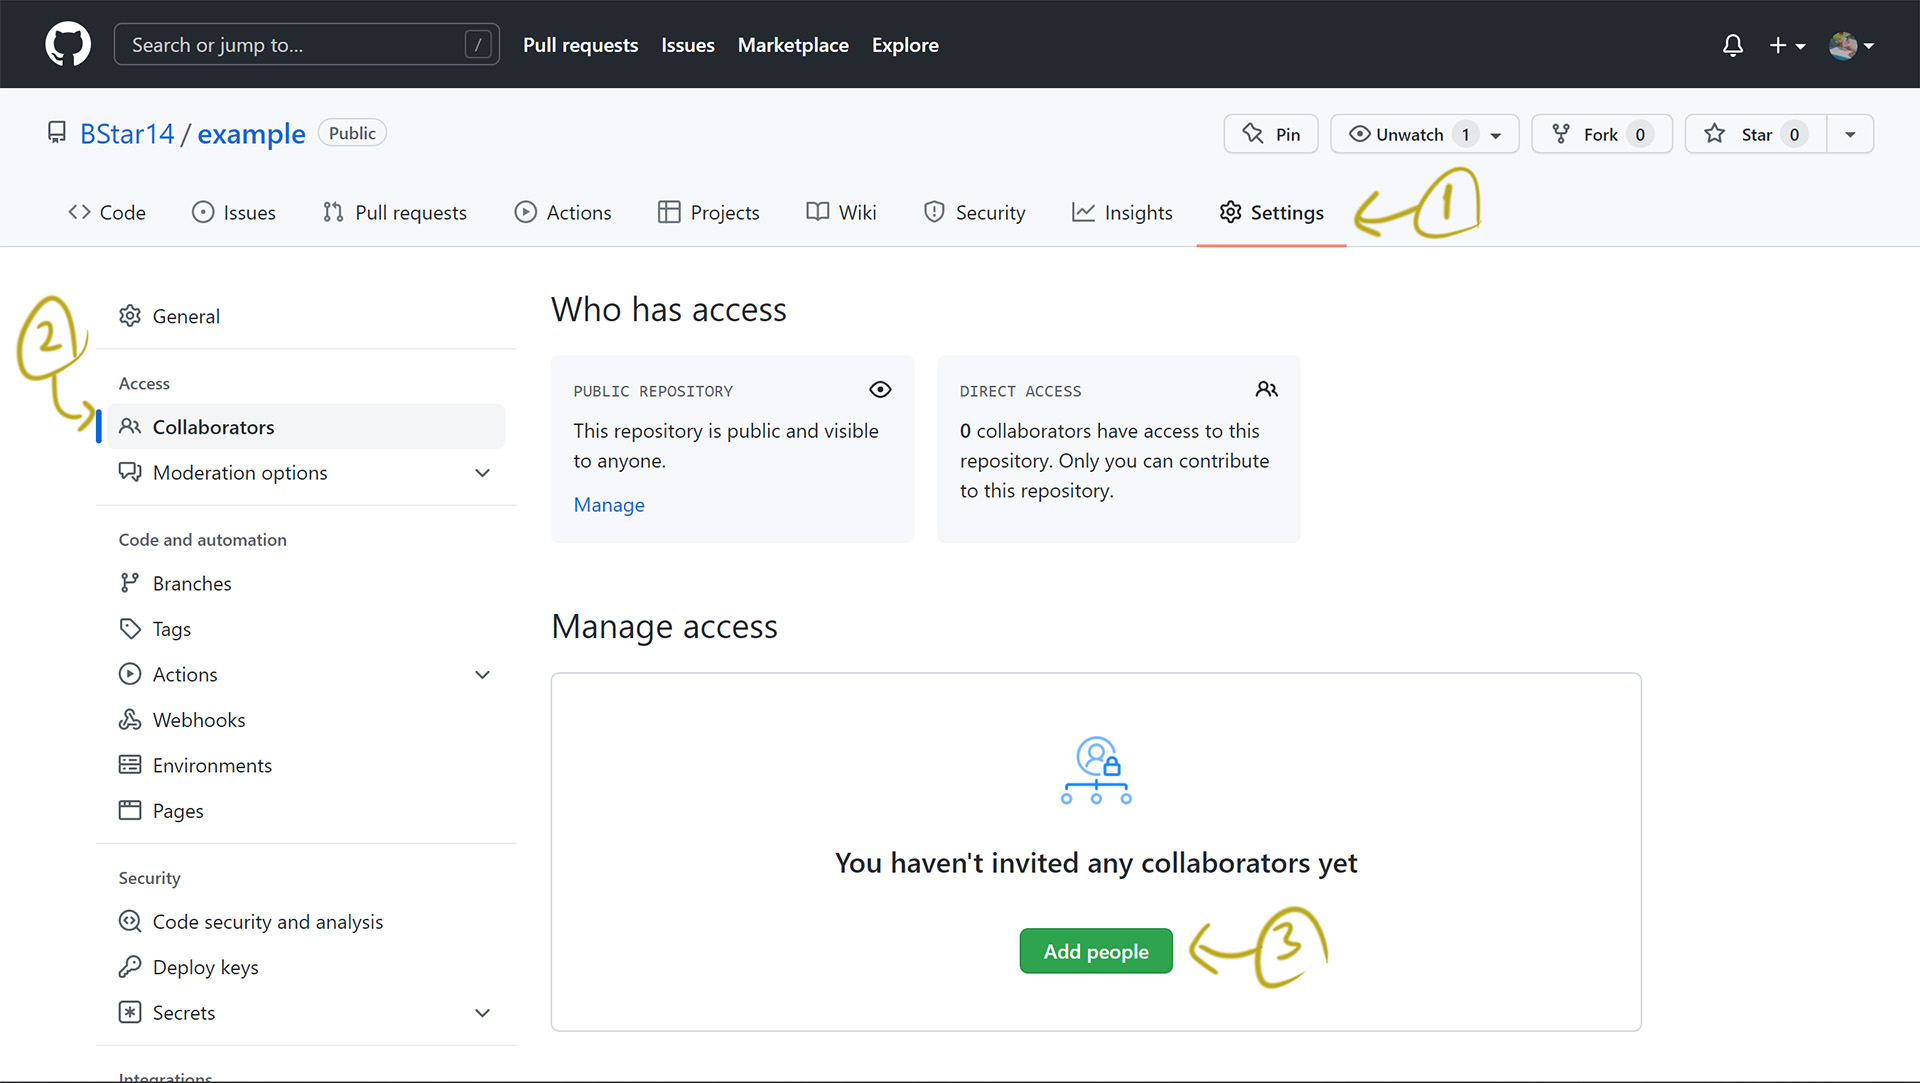 Search or jump to... /
Pull requests Issues Marketplace Explore
BStar14 / example Public
Pin Unwatch 1 Fork 0 Star 0
Code Issues Pull requests Actions Projects Wiki Security Insights Settings
1
2
General
Access
Collaborators
Moderation options
Code and automation
Branches
Tags
Actions
Webhooks
Environments
Pages
Security
Code security and analysis
Deploy keys
Secrets
Integrations
Who has access
PUBLIC REPOSITORY
This repository is public and visible
to anyone.
Manage
DIRECT ACCESS
0 collaborators have access to this
repository. Only you can contribute
to this repository.
Manage access
You haven't invited any collaborators yet
Add people
3